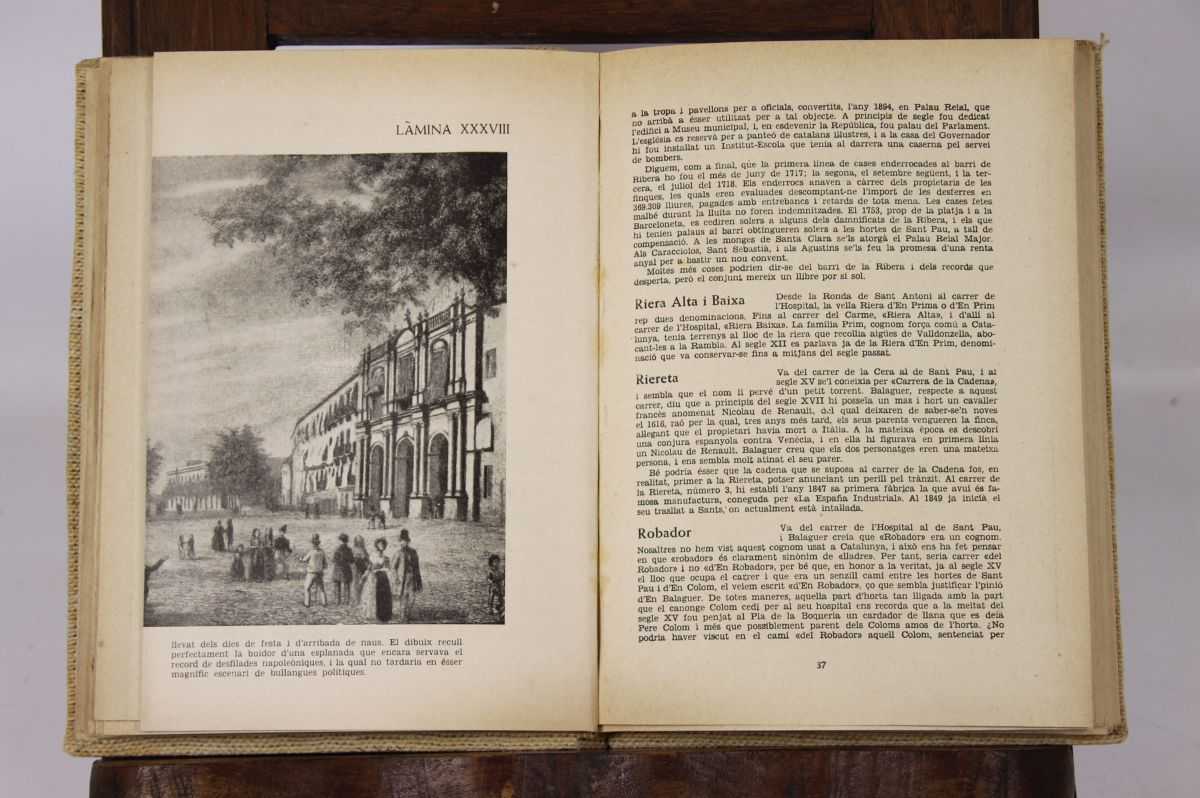 LÀMINA XXXVIII
llevat dels dies de festa i d'arribada de naus. El dibuix recull
perfectament la buidor d'una esplanada que encara servava el
record de desfilades napoleòniques, i la qual no tardaria en ésser
magnífic escenari de bullangues polítiques.
a la tropa i pavellons per a oficials, convertits, l'any 1894, en Palau Reial, que
no arribà a ésser utilitzat per a tal objecte. A principis de segle fou dedicat
l'edifici a Museu municipal, i, en esdevenir la República, fou palau del Parlament.
L'església es reservà per a panteó de catalans illustres, i a la casa del Governador
hi fou installat un Institut-Escola que tenia al darrera una caserna pel servei
de bombers.
Diguem, com a final, que la primera línea de cases enderrocades al barri de
Ribera ho fou el més de juny de 1717; la segona, el setembre següent, i la ter-
cera, el juliol del 1718. Els enderrocs anaven a càrrec dels propietaris de les
finques, les quals eren evaluades descomptant-ne l'import de les desferres en
369.309 lliures, pagades amb entrebancs i retards de tota mena. Les cases fetes
malbé durant la lluita no foren indemnitzades. El 1753, prop de la platja i a la
Barceloneta, es cediren solers a alguns dels damnificats de la Ribera, i els que
hi tenien palaus al barri obtingueren solers a les hortes de Sant Pau, a tall de
compensació. A les monges de Santa Clara se'ls atorgà el Palau Reial Major.
Als Caracciolos, Sant Sebastià, i als Agustins se'ls feu la promesa d'una renta
anyal per a bastir un nou convent.
Moltes més coses podrien dir-se del barri de la Ribera i dels records que
desperta, però el conjunt mereix un llibre por si sol.
Riera Alta i Baixa Desde la Ronda de Sant Antoni al carrer de
l'Hospital, la vella Riera d'En Prima o d'En Prim
rep dues denominacions. Fins al carrer del Carme, «Riera Alta», i d'allí al
carrer de l'Hospital, «Riera Baixa». La família Prim, cognom força comú a Cata-
lunya, tenia terrenys al lloc de la riera que recollia aigües de Valldonzella, abo-
cant-les a la Rambla. Al segle XII es parlava ja de la Riera d'En Prim, denomi-
nació que va conservar-se fins a mitjans del segle passat.
Riereta Va del carrer de la Cera al de Sant Pau, i al
segle XV se'l coneixia per «Carrera de la Cadena»,
i sembla que el nom li pervé d'un petit torrent. Balaguer, respecte a aquest
carrer, diu que a principis del segle XVII hi possela un mas i hort un cavaller
francès anomenat Nicolau de Renault, del qual deixaren de saber-se'n noves
el 1618, raó per la qual, tres anys més tard, els seus parents vengueren la finca,
allegant que el propietari havia mort a Itàlia. A la mateixa època es descobrí
una conjura espanyola contra Venècia, i en ella hi figurava en primera línia
un Nicolau de Renault. Balaguer creu que els dos personatges eren una mateixa
persona, i ens sembla molt atinat el seu parer.
Bé podria ésser que la cadena que se suposa al carrer de la Cadena fos, en
realitat, primer a la Riereta, potser anunciant un perill pel trànzit. Al carrer de
la Riereta, número 3, hi establí l'any 1847 sa primera fàbrica la que avui és fa-
mosa manufactura, coneguda per «La España Industrial». Al 1849 ja inicià el
seu trasllat a Sants, on actualment està intallada.
Robador Va del carrer de l'Hospital al de Sant Pau,
i Balaguer creia que «Robador» era un cognom.
Nosaltres no hem vist aquest cognom usat a Catalunya, i això ens ha fet pensar
en que «robador» és clarament sinònim de «lladre». Per tant, seria carrer «del
Robador» i no «d'En Robador», per bé que, en honor a la veritat, ja al segle XV
el lloc que ocupa el carrer i que era un senzill camí entre les hortes de Sant
Pau i d'En Colom, el veiem escrit «d'En Robador», ço que sembla justificar l'pinió
d'En Balaguer. De totes maneres, aquella part d'horta tan lligada amb la part
que el canonge Colom cedí per al seu hospital ens recorda que a la meitat del
segle XV fou penjat al Pla de la Boqueria un cardador de llana que es deia
Pere Colom i més que possiblement parent dels Coloms amos de l'horta. ¿No
podria haver viscut en el camí «del Robador» aquell Colom, sentenciat per
37